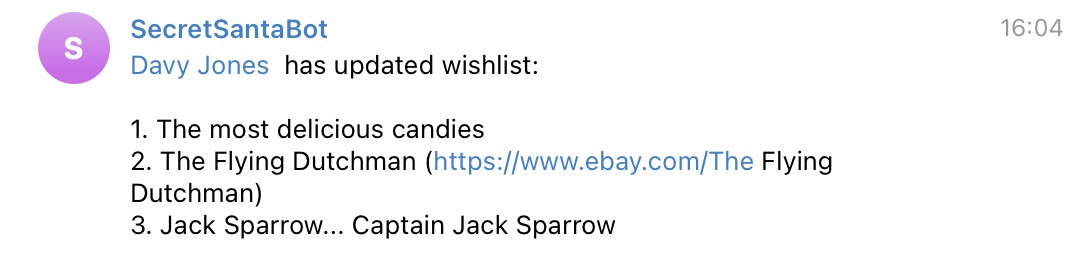 S
SecretSantaBot
16:04
Davy Jones has updated wishlist:
1. The most delicious candies
2. The Flying Dutchman (https://www.ebay.com/The Flying
Dutchman)
3. Jack Sparrow... Captain Jack Sparrow